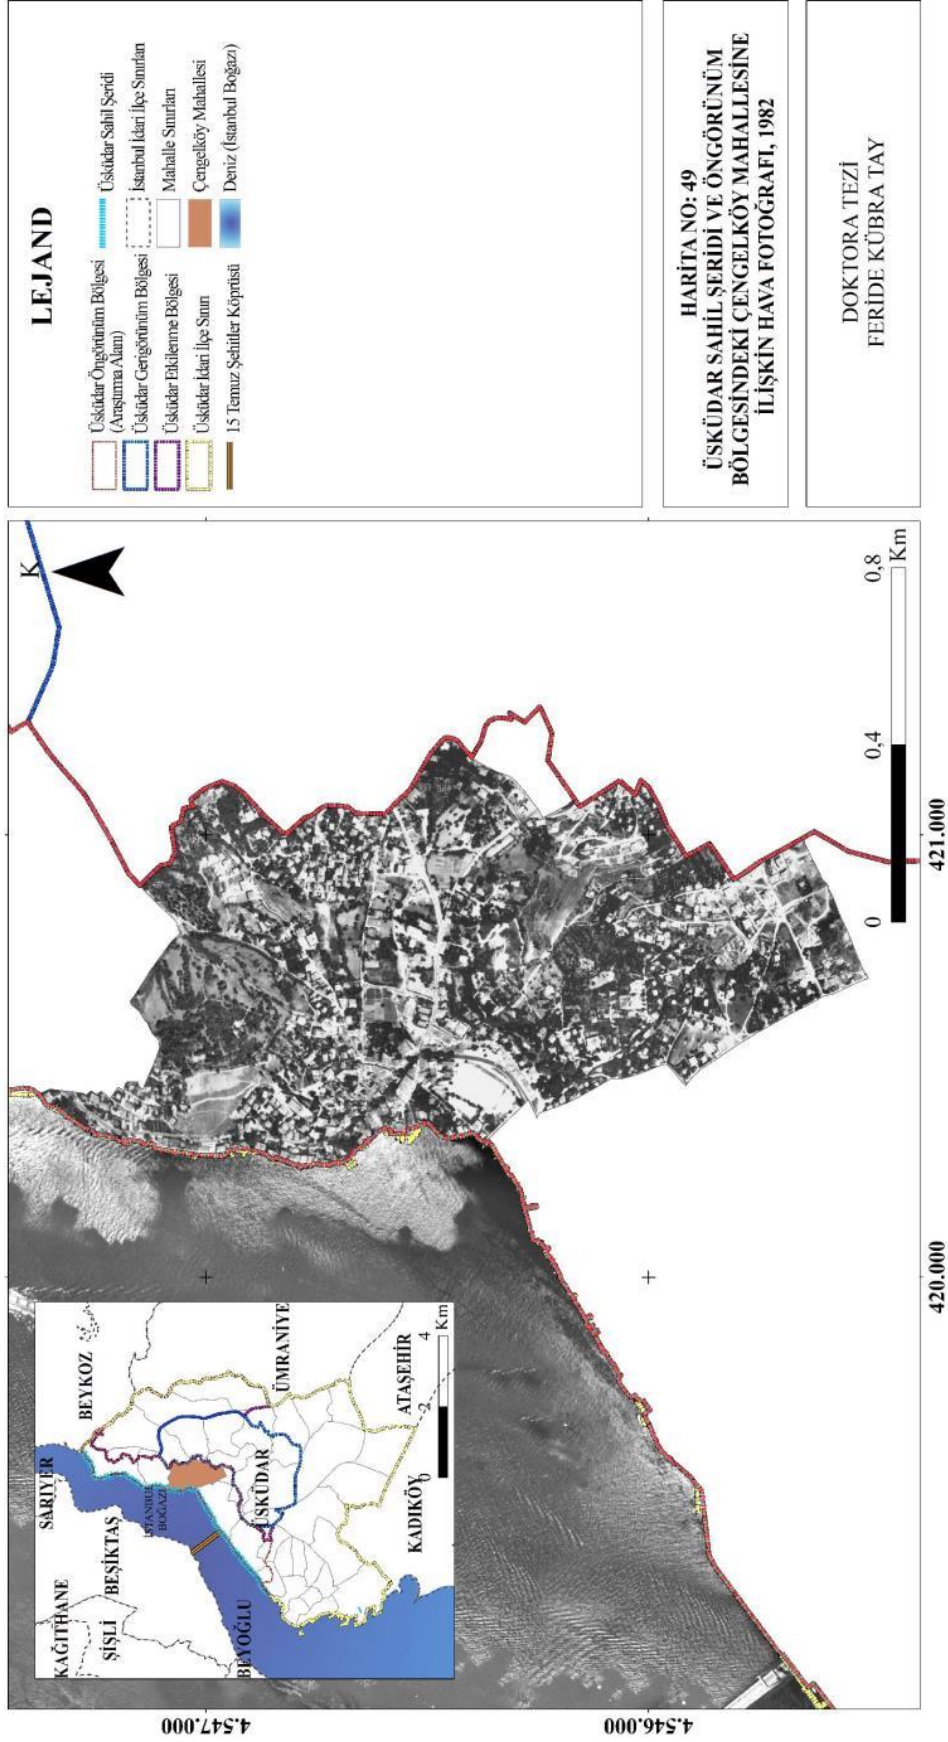 LEJAND
Üsküdar Öngörünüm Bölgesi
(Araştırma Alanı)
Üsküdar Gerigörünüm Bölgesi
Üsküdar Etkilenme Bölgesi
Üsküdar İdari İlçe Sınırı
15 Temuz Şehitler Köprüsü
Üsküdar Sahil Şeridi
İstanbul İdari İlçe Sınırları
Mahalle Sınırları
Çengelköy Mahallesi
Deniz (İstanbul Boğazı)
HARİTA NO: 49
ÜSKÜDAR SAHİL ŞERİDİ VE ÖNGÖRÜNÜM
BÖLGESİNDEKİ ÇENGELKÖY MAHALLESİNE
İLİŞKİN HAVA FOTOĞRAFI, 1982
DOKTORA TEZİ
FERİDE KÜBRA TAY
K
0 0,4 0,8
Km
420.000
421.000
4.547.000
4.546.000
KAĞITHANE
SARIYER
BEYKOZ
ŞİŞLİ
BEŞİKTAŞ
İSTANBUL
BOĞAZI
BEYOĞLU
ÜSKÜDAR
ÜMRANİYE
KADIKÖY
ATAŞEHİR
0 2 4
Km